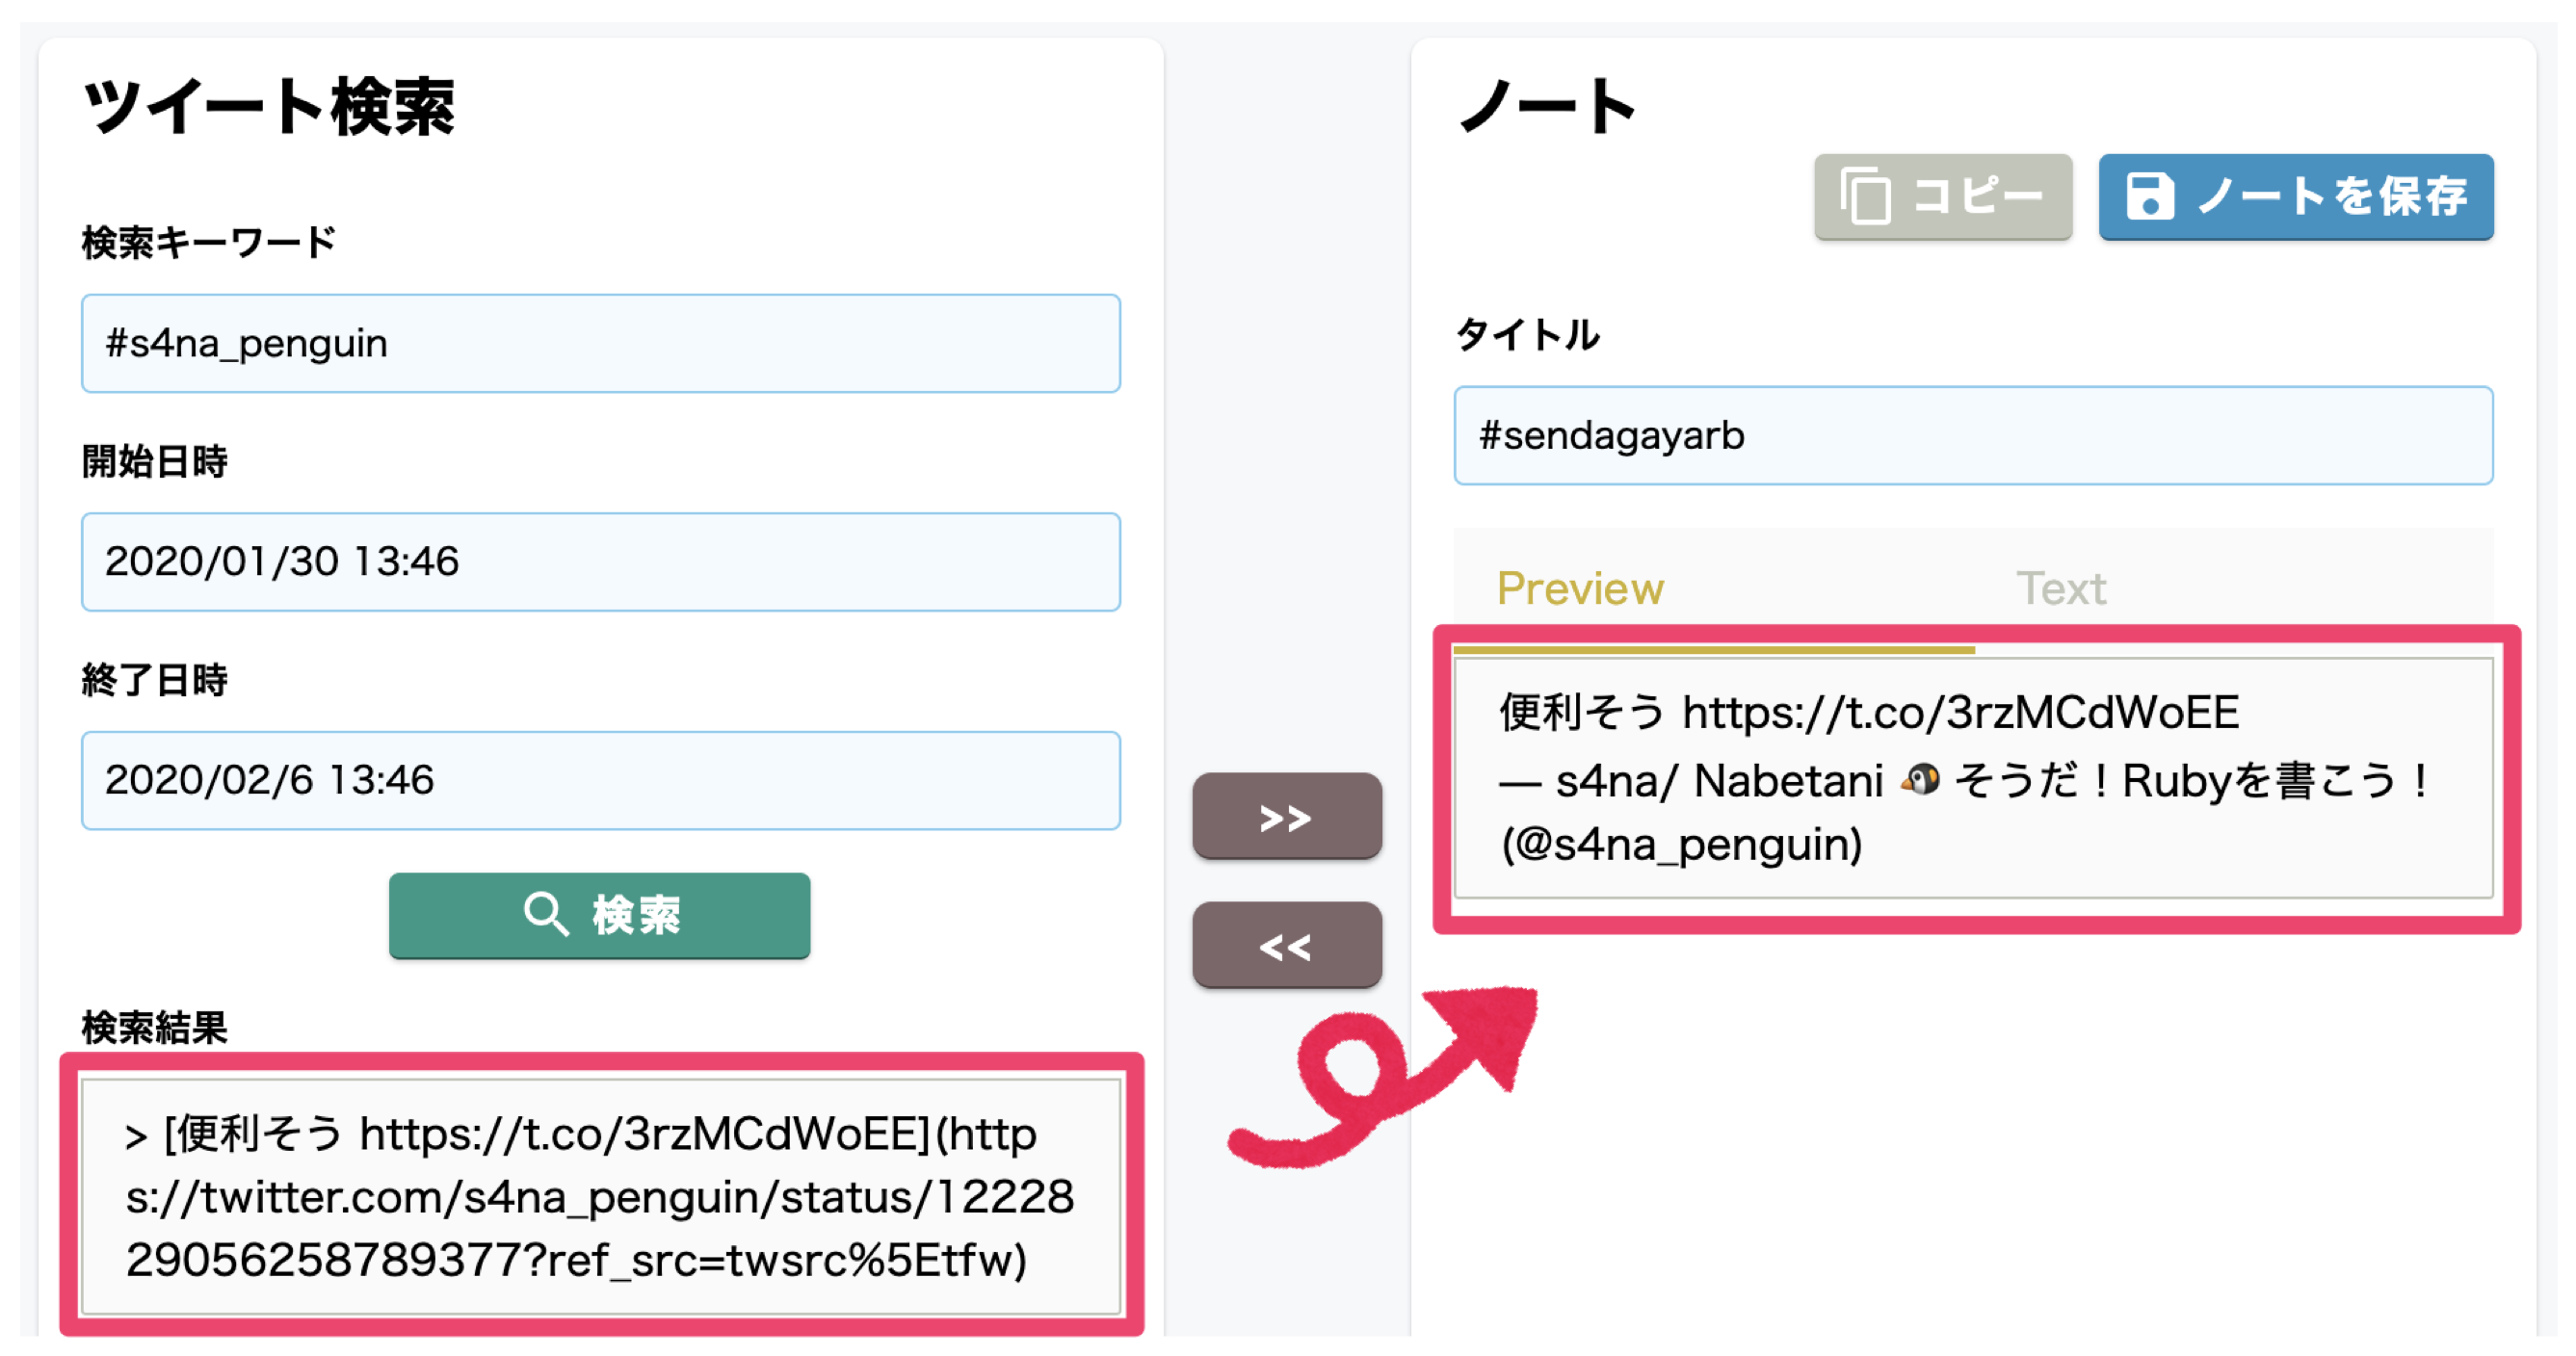 ツイート検索
検索キーワード
#s4na_penguin
開始日時
2020/01/30 13:46
終了日時
2020/02/6 13:46
検索
検索結果
> [便利そう https://t.co/3rzMCdWoEE](http
s://twitter.com/s4na_penguin/status/12228
29056258789377?ref_src=twsrc%5Etfw)
>>
<<
ノート
コピー
ノートを保存
タイトル
#sendagayarb
Preview
Text
便利そう https://t.co/3rzMCdWoEE
— s4na/ Nabetani 🐧 そうだ！Rubyを書こう！
(@s4na_penguin)